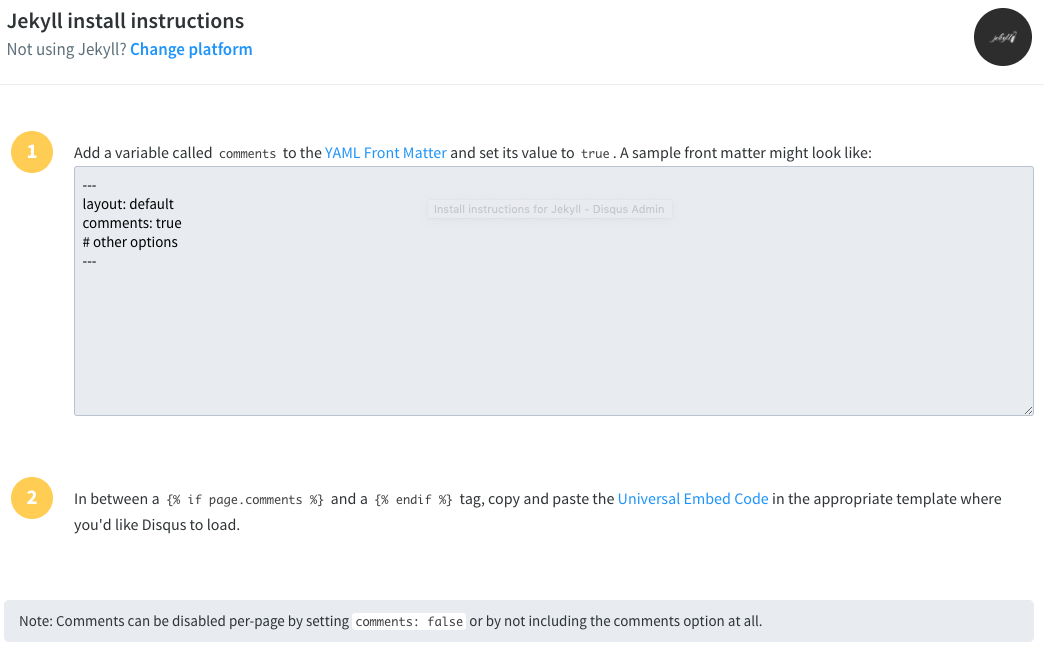 Jekyll install instructions
Not using Jekyll? Change platform
jekyll
1
Add a variable called comments to the YAML Front Matter and set its value to true . A sample front matter might look like:
---
layout: default
comments: true
# other options
---
Install instructions for Jekyll - Disqus Admin
2
In between a {% if page.comments %} and a {% endif %} tag, copy and paste the Universal Embed Code in the appropriate template where
you'd like Disqus to load.
Note: Comments can be disabled per-page by setting comments: false or by not including the comments option at all.